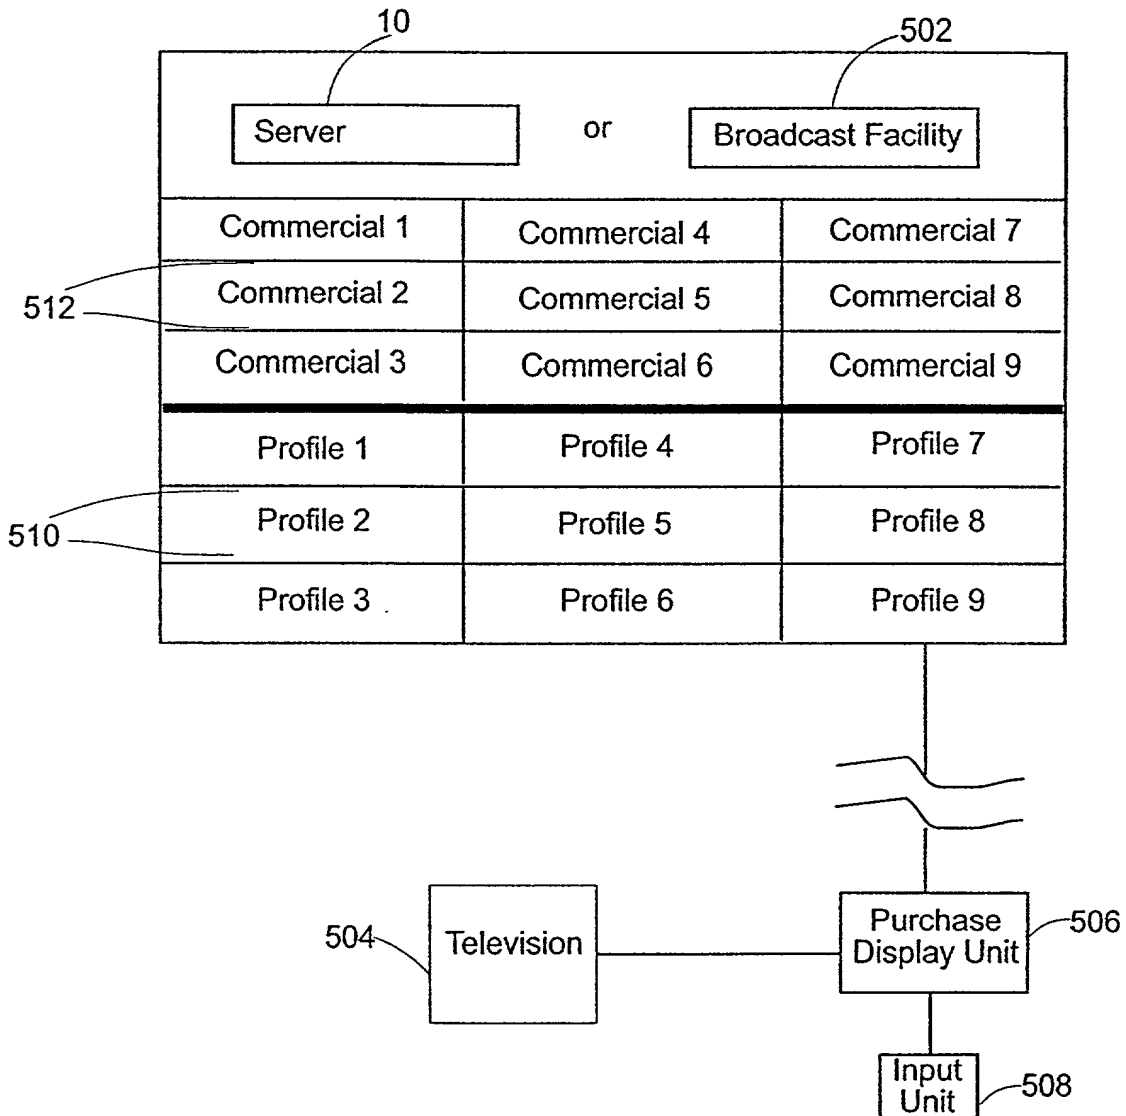 10
502
Server or Broadcast Facility
Commercial 1 Commercial 4 Commercial 7
512
Commercial 2 Commercial 5 Commercial 8
Commercial 3 Commercial 6 Commercial 9
Profile 1 Profile 4 Profile 7
510
Profile 2 Profile 5 Profile 8
Profile 3 Profile 6 Profile 9
504
Television
Purchase
Display Unit
506
Input
Unit
508